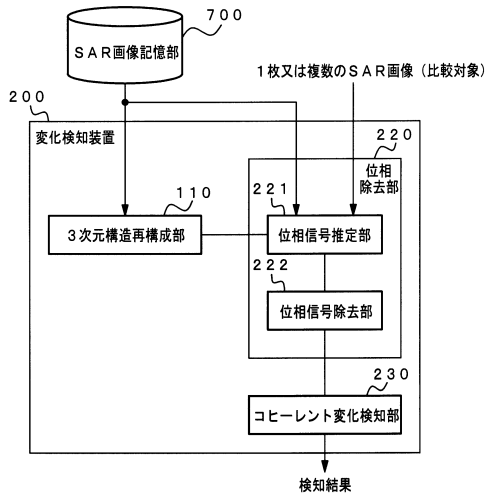 700
SAR画像記憶部
1枚又は複数のSAR画像（比較対象）
200
変化検知装置
220
位相
除去部
110
221
3次元構造再構成部
位相信号推定部
222
位相信号除去部
230
コヒーレント変化検知部
検知結果